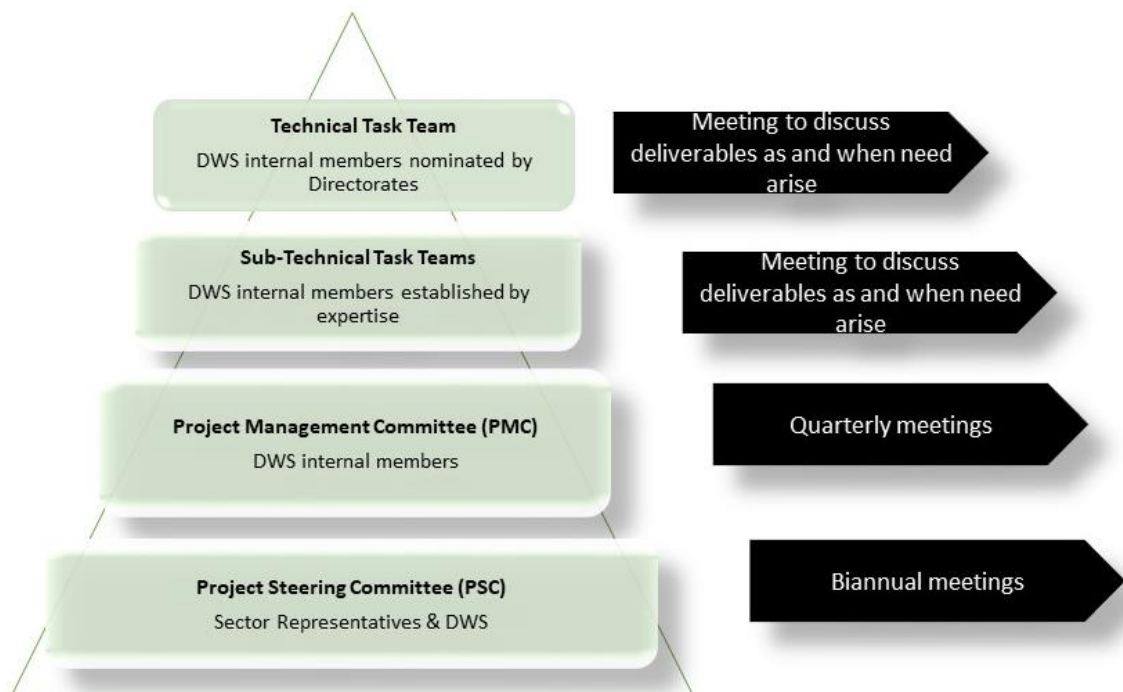 Technical Task Team
DWS internal members nominated by
Directorates
Meeting to discuss
deliverables as and when need
arise
Sub-Technical Task Teams
DWS internal members established by
expertise
Meeting to discuss
deliverables as and when need
arise
Project Management Committee (PMC)
DWS internal members
Quarterly meetings
Project Steering Committee (PSC)
Sector Representatives & DWS
Biannual meetings